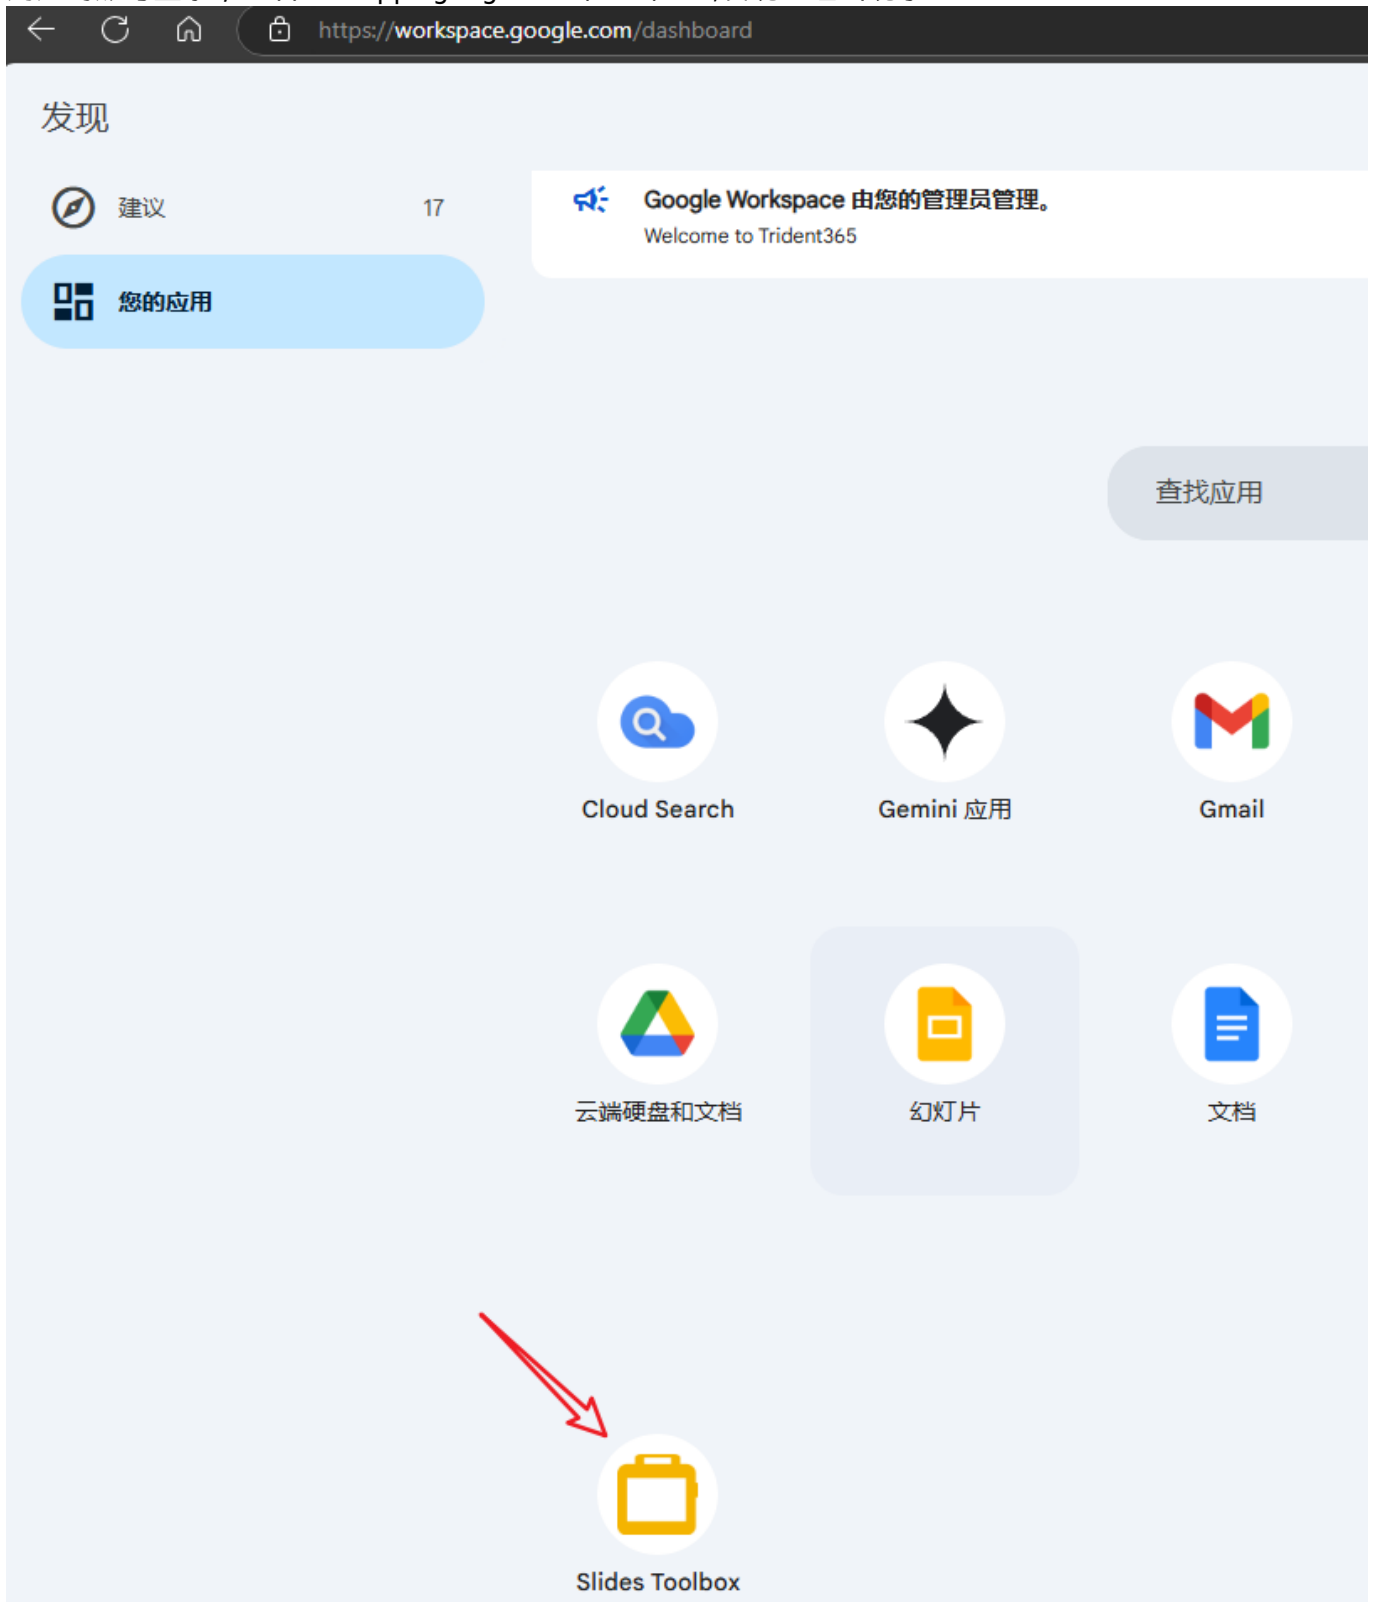 https://workspace.google.com/dashboard
发现
建议 17
Google Workspace 由您的管理员管理。
Welcome to Trident365
您的应用
查找应用
Cloud Search
Gemini 应用
Gmail
云端硬盘和文档
幻灯片
文档
Slides Toolbox